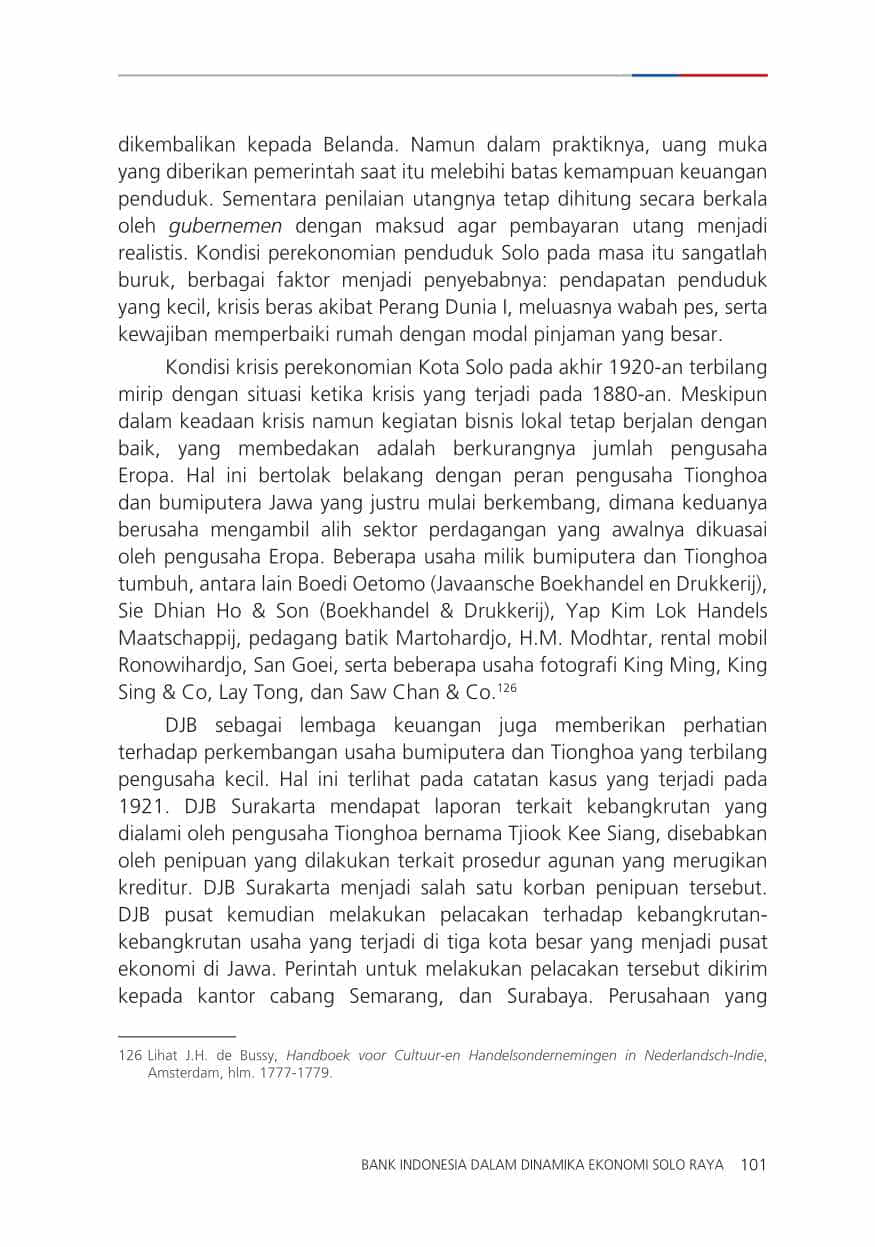 dikembalikan kepada Belanda. Namun dalam praktiknya, uang muka
yang diberikan pemerintah saat itu melebihi batas kemampuan keuangan
penduduk. Sementara penilaian utangnya tetap dihitung secara berkala
oleh gubernemen dengan maksud agar pembayaran utang menjadi
realistis. Kondisi perekonomian penduduk Solo pada masa itu sangatlah
buruk, berbagai faktor menjadi penyebabnya: pendapatan penduduk
yang kecil, krisis beras akibat Perang Dunia I, meluasnya wabah pes, serta
kewajiban memperbaiki rumah dengan modal pinjaman yang besar.
Kondisi krisis perekonomian Kota Solo pada akhir 1920-an terbilang
mirip dengan situasi ketika krisis yang terjadi pada 1880-an. Meskipun
dalam keadaan krisis namun kegiatan bisnis lokal tetap berjalan dengan
baik, yang membedakan adalah berkurangnya jumlah pengusaha
Eropa. Hal ini bertolak belakang dengan peran pengusaha Tionghoa
dan bumiputera Jawa yang justru mulai berkembang, dimana keduanya
berusaha mengambil alih sektor perdagangan yang awalnya dikuasai
oleh pengusaha Eropa. Beberapa usaha milik bumiputera dan Tionghoa
tumbuh, antara lain Boedi Oetomo (Javaansche Boekhandel en Drukkerij),
Sie Dhian Ho & Son (Boekhandel & Drukkerij), Yap Kim Lok Handels
Maatschappij, pedagang batik Martohardjo, H.M. Modhtar, rental mobil
Ronowihardjo, San Goei, serta beberapa usaha fotografi King Ming, King
Sing & Co, Lay Tong, dan Saw Chan & Co.126
DJB sebagai lembaga keuangan juga memberikan perhatian
terhadap perkembangan usaha bumiputera dan Tionghoa yang terbilang
pengusaha kecil. Hal ini terlihat pada catatan kasus yang terjadi pada
1921. DJB Surakarta mendapat laporan terkait kebangkrutan yang
dialami oleh pengusaha Tionghoa bernama Tjiook Kee Siang, disebabkan
oleh penipuan yang dilakukan terkait prosedur agunan yang merugikan
kreditur. DJB Surakarta menjadi salah satu korban penipuan tersebut.
DJB pusat kemudian melakukan pelacakan terhadap kebangkrutan-
kebangkrutan usaha yang terjadi di tiga kota besar yang menjadi pusat
ekonomi di Jawa. Perintah untuk melakukan pelacakan tersebut dikirim
kepada kantor cabang Semarang, dan Surabaya. Perusahaan yang
126 Lihat J.H. de Bussy, Handboek voor Cultuur-en Handelsondernemingen in Nederlandsch-Indie,
Amsterdam, hlm. 1777-1779.
BANK INDONESIA DALAM DINAMIKA EKONOMI SOLO RAYA 101